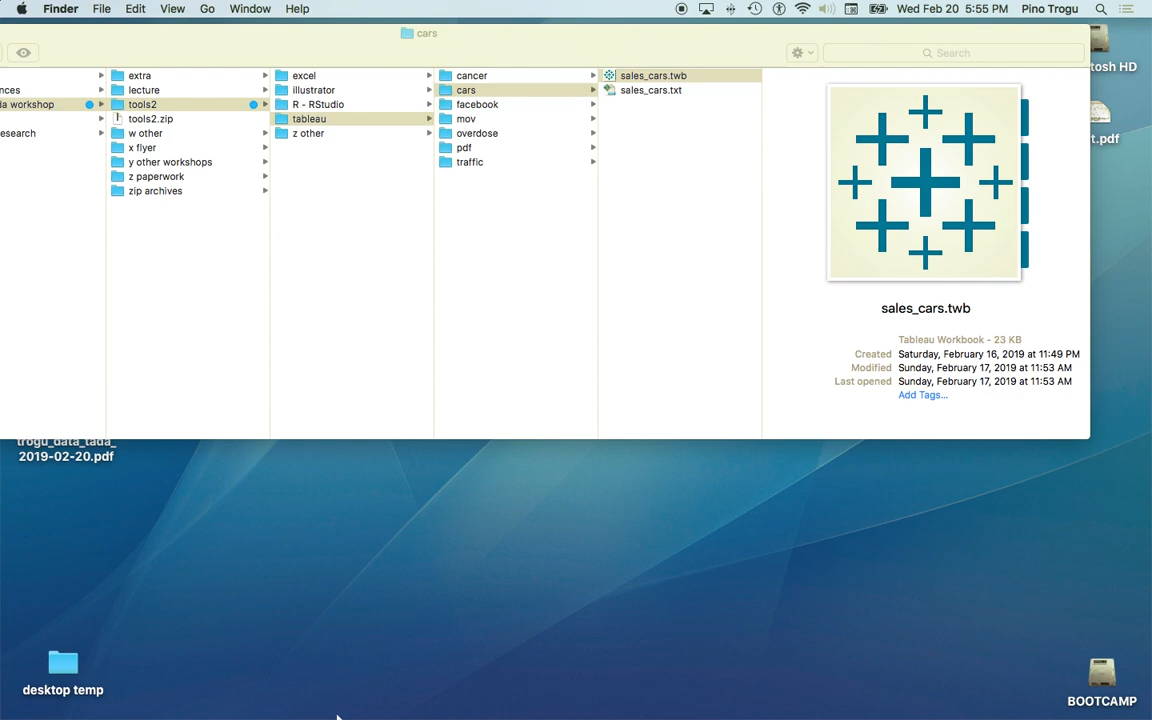 Finder File Edit View Go Window Help Wed Feb 20 5:55 PM Pino Trogu
cars
Search
nces
da workshop
esearch
extra
lecture
tools2
tools2.zip
w other
x flyer
y other workshops
z paperwork
zip archives
excel
illustrator
R - RStudio
tableau
z other
cancer
cars
facebook
mov
overdose
pdf
traffic
sales_cars.twb
sales_cars.txt
sales_cars.twb
Tableau Workbook - 23 KB
Created Saturday, February 16, 2019 at 11:49 PM
Modified Sunday, February 17, 2019 at 11:53 AM
Last opened Sunday, February 17, 2019 at 11:53 AM
Add Tags...
tosh HD
t.pdf
trogu_data_tada_
2019-02-20.pdf
desktop temp
BOOTCAMP